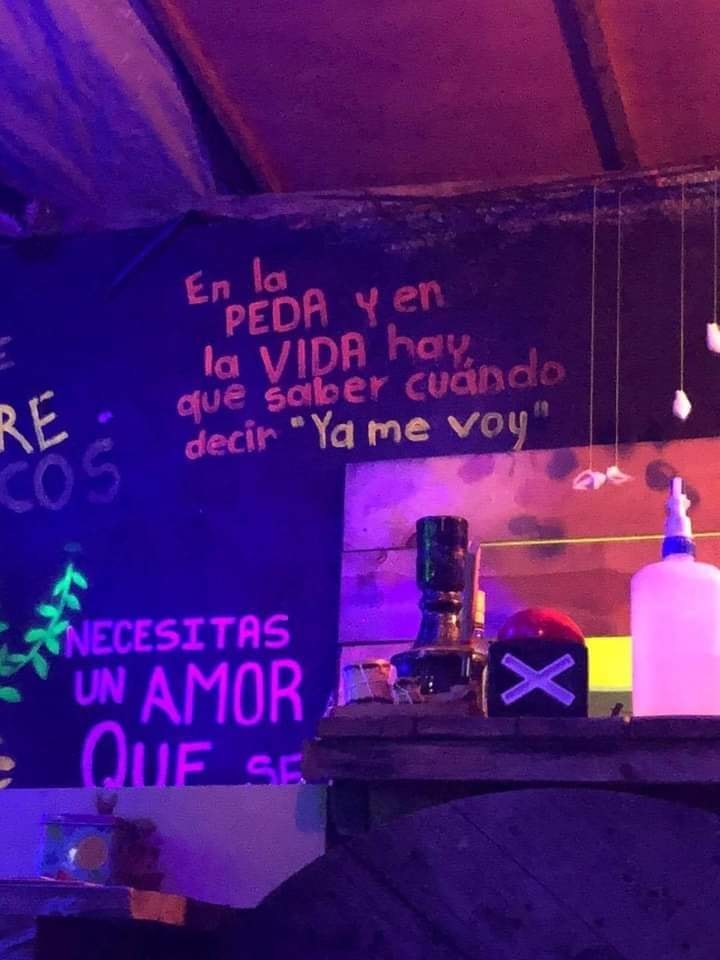 En la
PEDA y en
la VIDA hay
que saber cuándo
decir "Ya me voy"
RE
COS
NECESITAS
UN AMOR
QUE SE